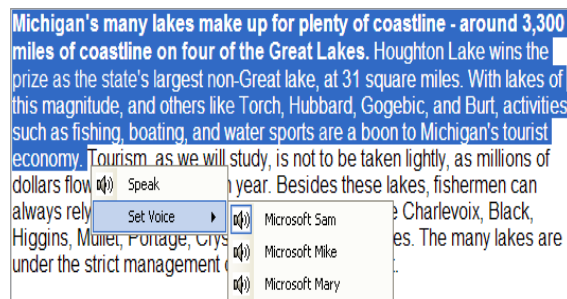 Michigan's many lakes make up for plenty of coastline - around 3,300
miles of coastline on four of the Great Lakes. Houghton Lake wins the
prize as the state's largest non-Great lake, at 31 square miles. With lakes of
this magnitude, and others like Torch, Hubbard, Gogebic, and Burt, activities
such as fishing, boating, and water sports are a boon to Michigan's tourist
economy. Tourism, as we will study, is not to be taken lightly, as millions of
dollars flow year. Besides these lakes, fishermen can
always rely Charlevoix, Black,
Higgins, Mullet, Portage, The many lakes are
under the strict management
Speak
Set Voice
Microsoft Sam
Microsoft Mike
Microsoft Mary